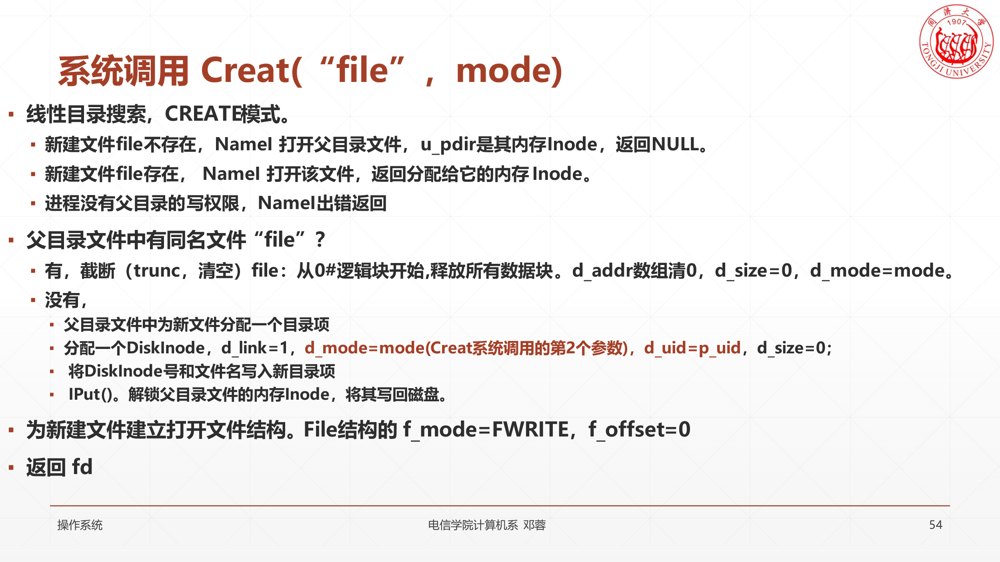 同济大学
1907
TONGJI UNIVERSITY
系统调用 Creat( “file” ， mode)
▪ 线性目录搜索，CREATE模式。
▪ 新建文件file不存在，NameI 打开父目录文件，u_pdir是其内存Inode，返回NULL。
▪ 新建文件file存在， NameI 打开该文件，返回分配给它的内存 Inode。
▪ 进程没有父目录的写权限，NameI出错返回
▪ 父目录文件中有同名文件 “file” ？
▪ 有，截断（trunc，清空）file：从0#逻辑块开始,释放所有数据块。d_addr数组清0，d_size=0，d_mode=mode。
▪ 没有，
▪ 父目录文件中为新文件分配一个目录项
▪ 分配一个DiskInode，d_link=1，d_mode=mode(Creat系统调用的第2个参数)，d_uid=p_uid，d_size=0；
▪ 将DiskInode号和文件名写入新目录项
▪ IPut()。解锁父目录文件的内存Inode，将其写回磁盘。
▪ 为新建文件建立打开文件结构。File结构的 f_mode=FWRITE，f_offset=0
▪ 返回 fd
操作系统
电信学院计算机系 邓蓉
54